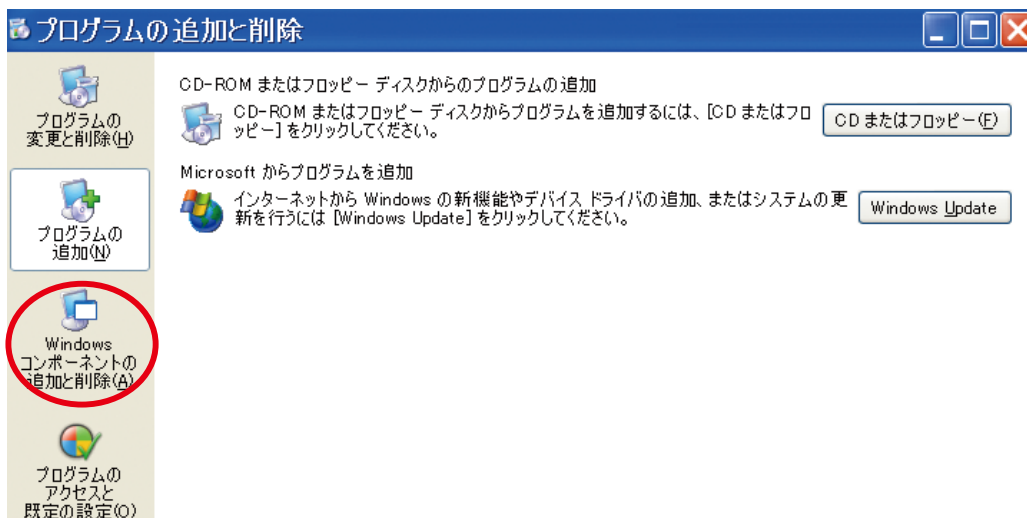 プログラムの追加と削除
プログラムの
変更と削除(H)
プログラムの
追加(N)
Windows
コンポーネントの
追加と削除(A)
プログラムの
アクセスと
既定の設定(O)
CD-ROM またはフロッピー ディスクからのプログラムの追加
CD-ROM またはフロッピー ディスクからプログラムを追加するには、[CD またはフロ
ッピー] をクリックしてください。
CD またはフロッピー(F)
Microsoft からプログラムを追加
インターネットから Windows の新機能やデバイス ドライバの追加、またはシステムの更
新を行うには [Windows Update] をクリックしてください。
Windows Update